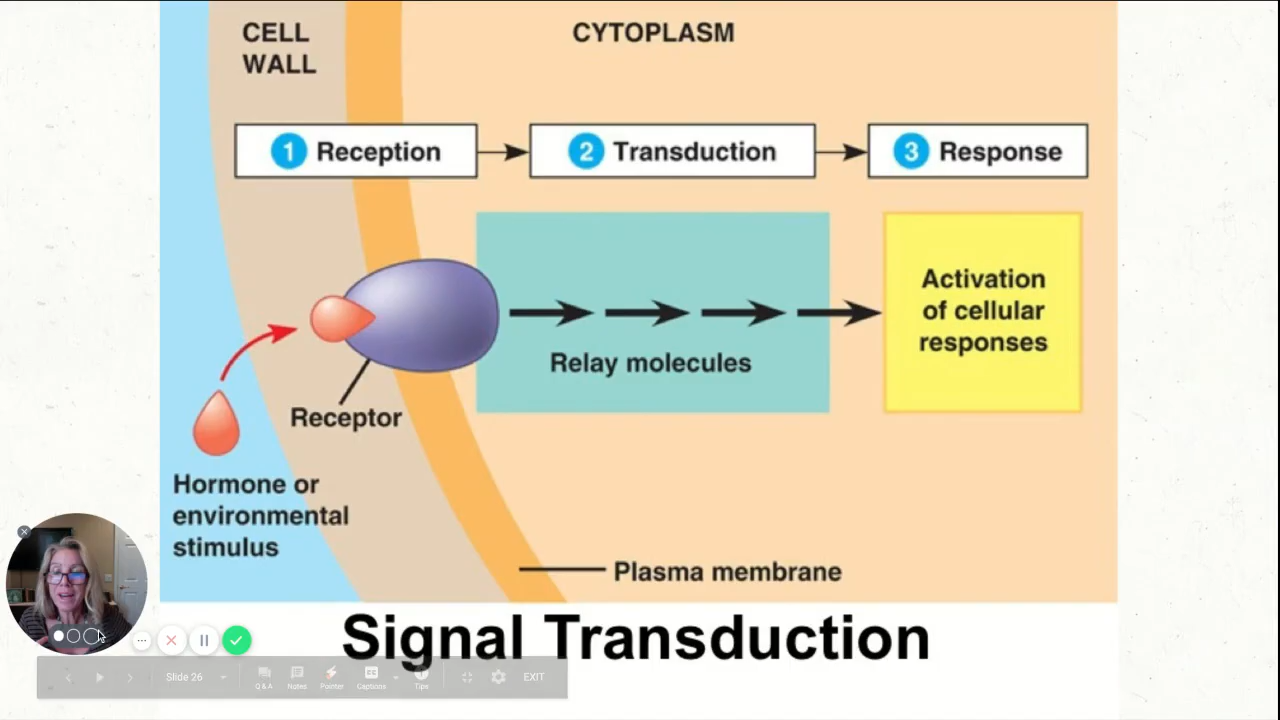 CELL
WALL
CYTOPLASM
1 Reception
2 Transduction
3 Response
Activation
of cellular
responses
Relay molecules
Receptor
Hormone or
environmental
stimulus
Plasma membrane
Signal Transduction
Slide 26
Q & A
Notes
Pointer
Captions
Tips
EXIT